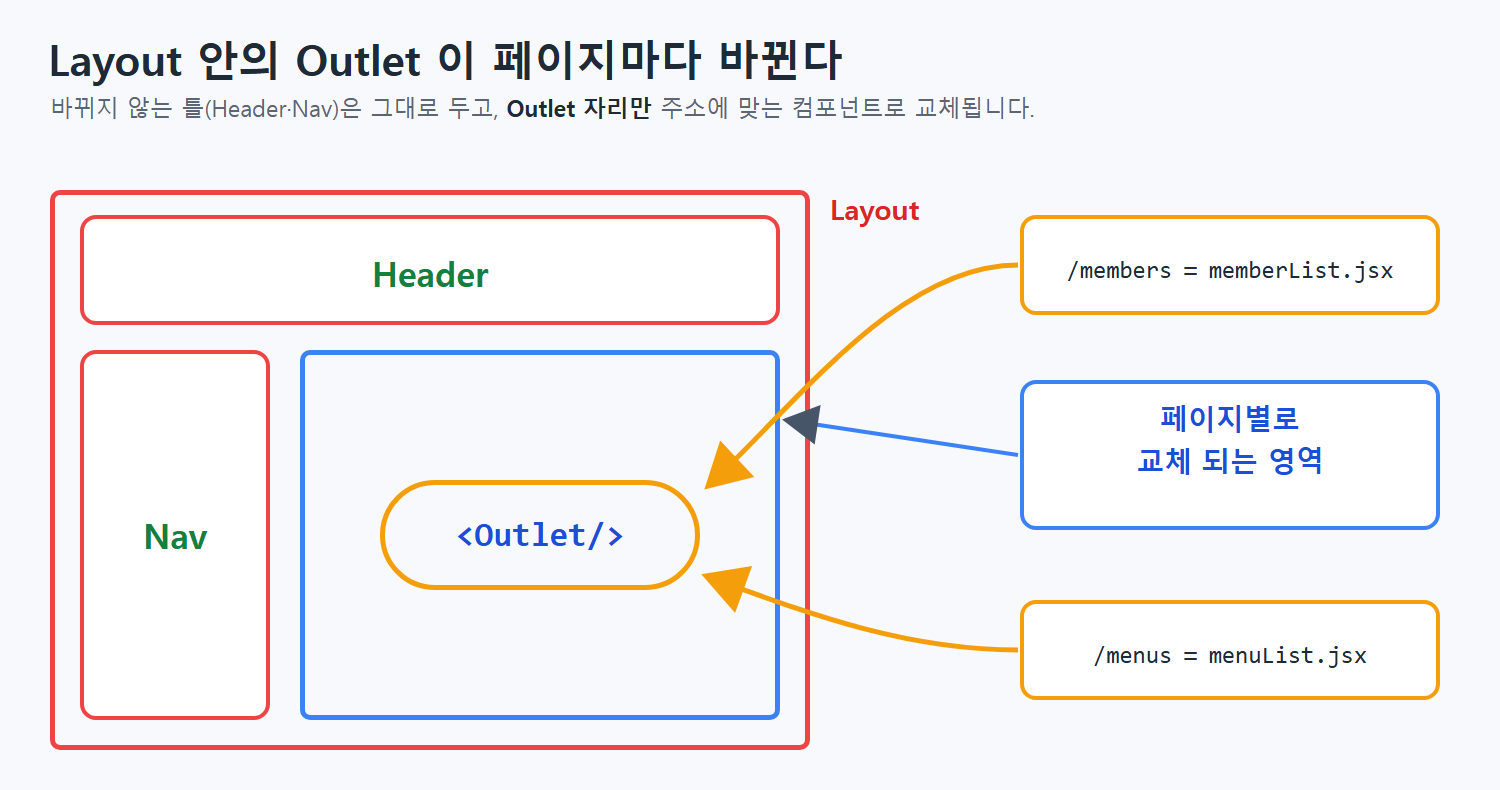 Layout 안의 Outlet 이 페이지마다 바뀐다
바뀌지 않는 틀(Header·Nav)은 그대로 두고, Outlet 자리만 주소에 맞는 컴포넌트로 교체됩니다.
Layout
Header
/members = memberList.jsx
페이지별로
교체 되는 영역
Nav
<Outlet/>
/menus = menuList.jsx